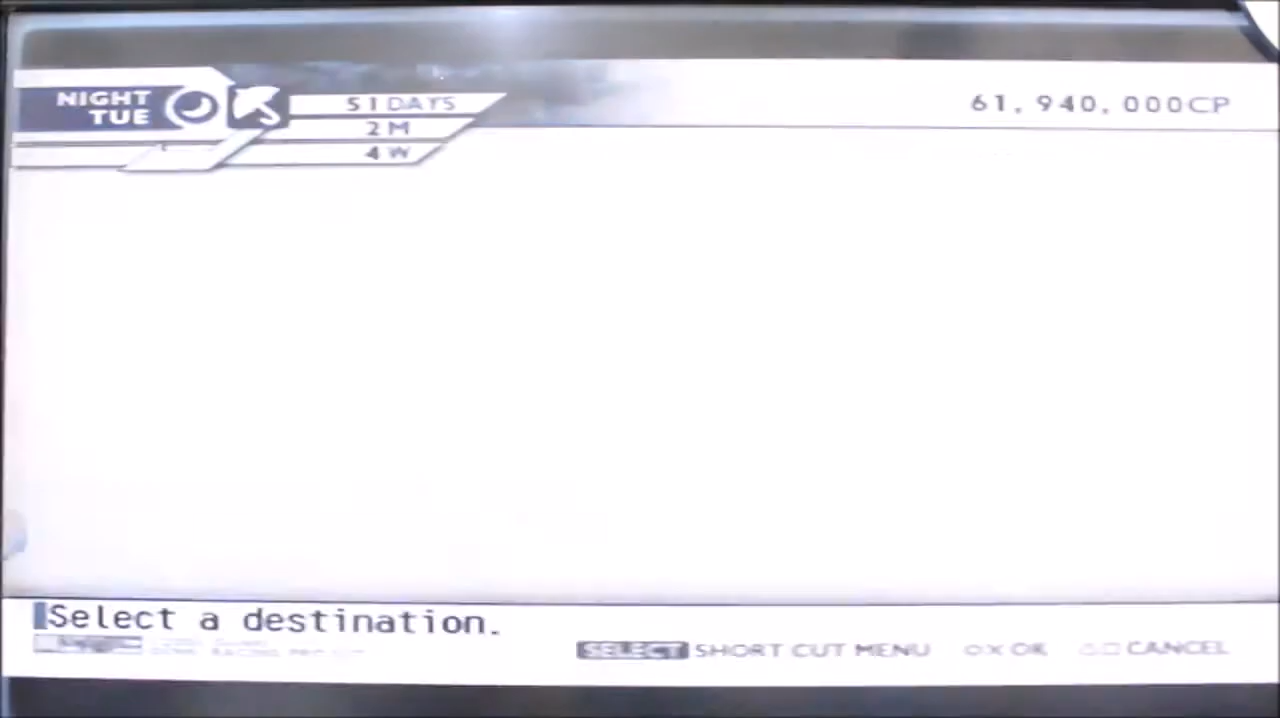 NIGHT
TUE
51 DAYS
2 M
4 W
61, 940, 000CP
Select a destination.
SELECT SHORT CUT MENU OK CANCEL